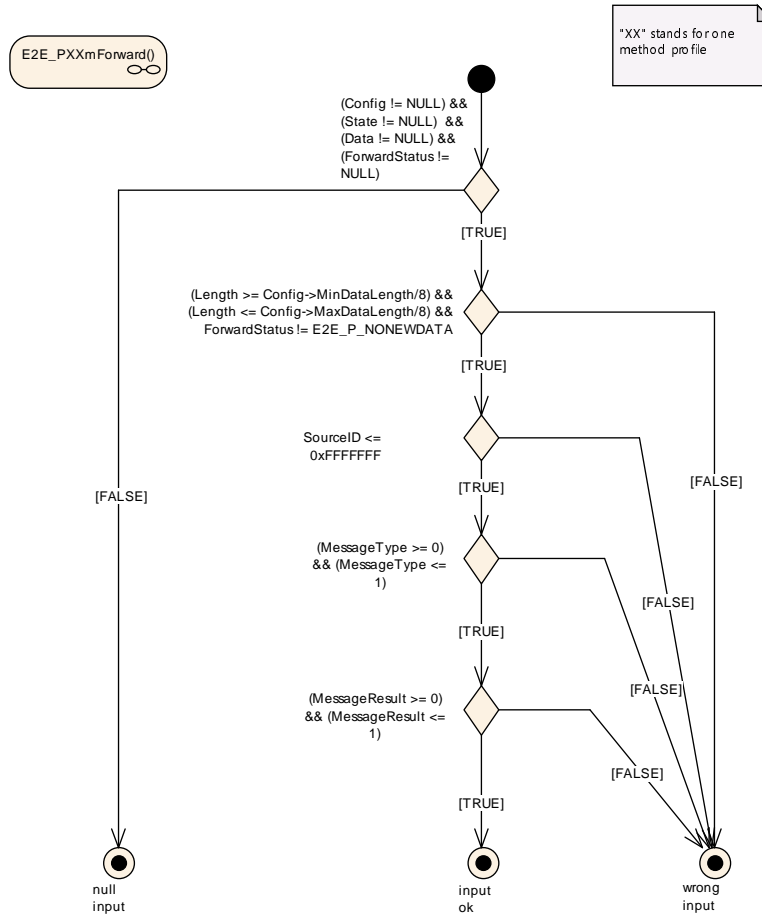 E2E_PXXmForward()
"XX" stands for one
method profile
(Config != NULL) &&
(State != NULL) &&
(Data != NULL) &&
(ForwardStatus !=
NULL)
[TRUE]
(Length >= Config->MinDataLength/8) &&
(Length <= Config->MaxDataLength/8) &&
ForwardStatus != E2E_P_NONEWDATA
[TRUE]
SourceID <=
0xFFFFFFF
[TRUE]
[FALSE]
[FALSE]
(MessageType >= 0)
&& (MessageType <=
1)
[FALSE]
[TRUE]
[FALSE]
(MessageResult >= 0)
&& (MessageResult <=
1)
[FALSE]
[TRUE]
null
input
input
ok
wrong
input